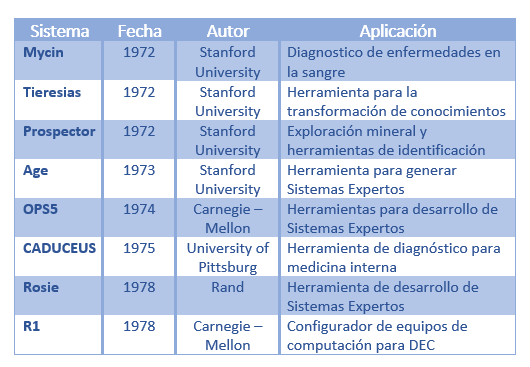 Sistema Fecha Autor Aplicación
Mycin 1972 Stanford Diagnostico de enfermedades en
University la sangre
Tieresias 1972 Stanford Herramienta para la
University transformación de conocimientos
Prospector 1972 Stanford Exploración mineral y
University herramientas de identificación
Age 1973 Stanford Herramienta para generar
University Sistemas Expertos
OPS5 1974 Carnegie – Herramientas para desarrollo de
Mellon Sistemas Expertos
CADUCEUS 1975 University of Herramienta de diagnóstico para
Pittsburg medicina interna
Rosie 1978 Rand Herramienta de desarrollo de
Sistemas Expertos
R1 1978 Carnegie – Configurador de equipos de
Mellon computación para DEC